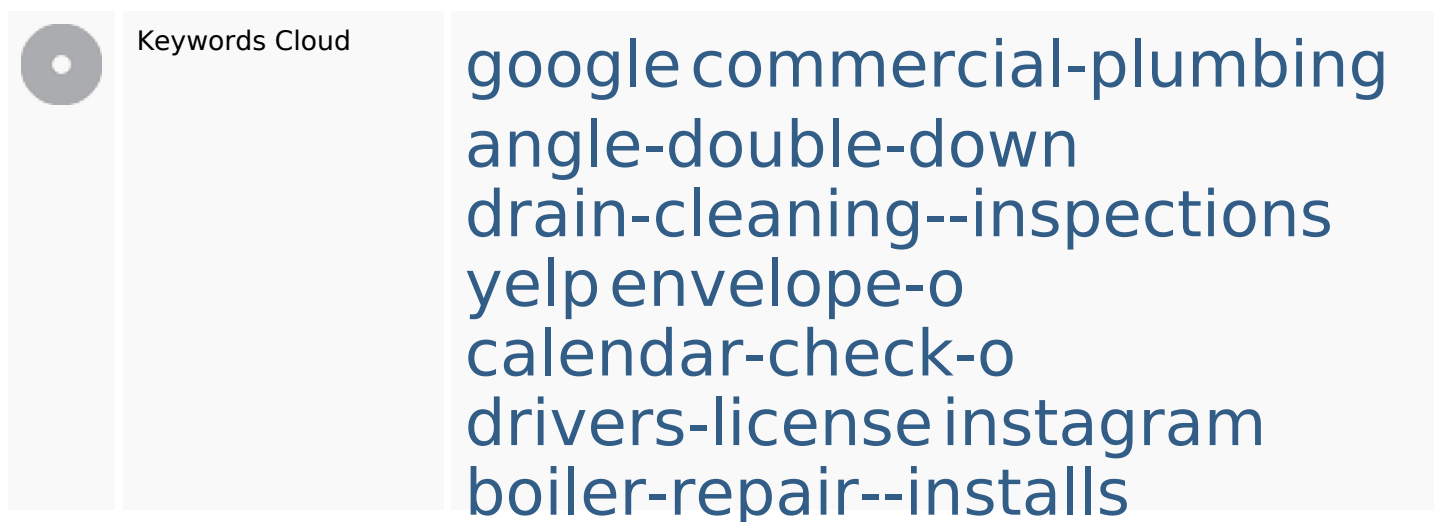 Keywords Cloud
google commercial-plumbing
angle-double-down
drain-cleaning--inspections
yelp envelope-o
calendar-check-o
drivers-license instagram
boiler-repair--installs